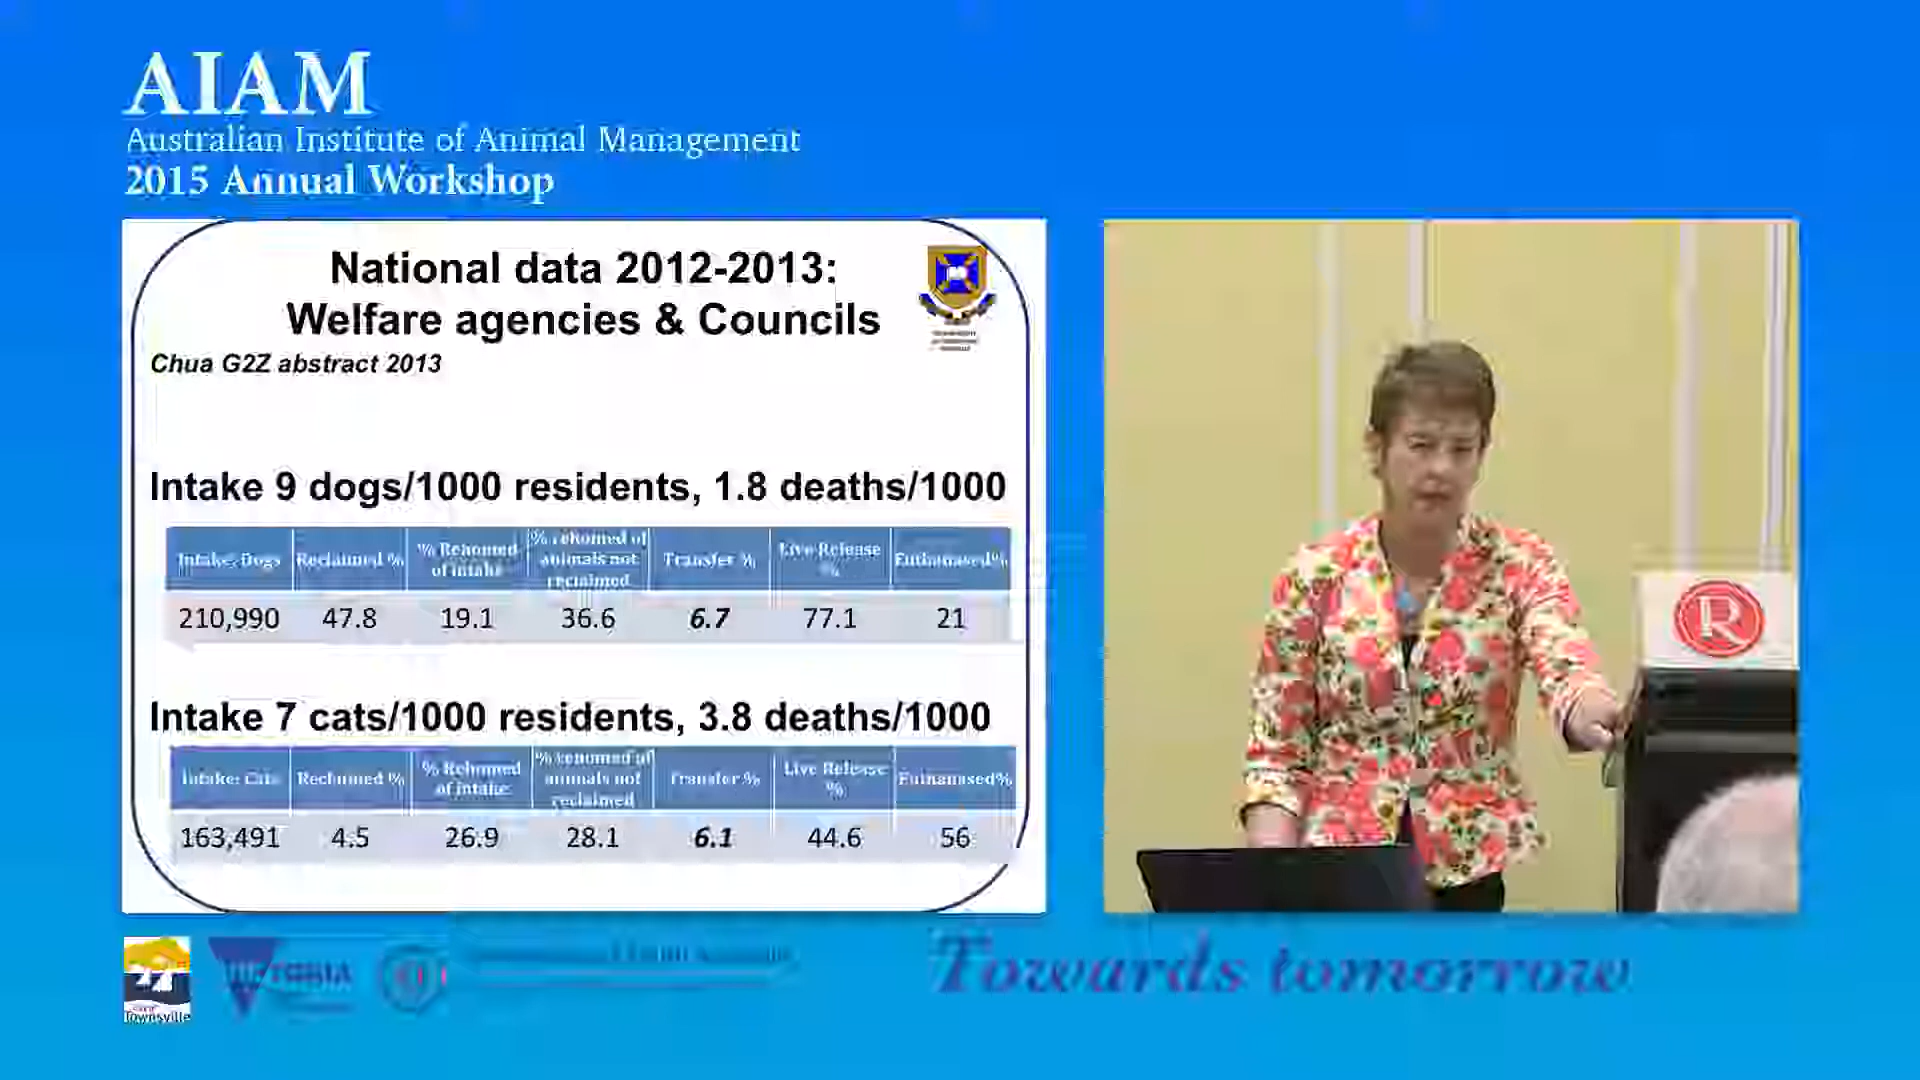 AIAM
Australian Institute of Animal Management
2015 Annual Workshop
National data 2012-2013:
Welfare agencies & Councils
Chua G2Z abstract 2013
Intake 9 dogs/1000 residents, 1.8 deaths/1000
Intake: Dogs
Reclaimed %
% Rehomed
of intake
% rehomed of
animals not
reclaimed
Transfer %
Live Release
%
Euthanased%
210,990 47.8 19.1 36.6 6.7 77.1 21
Intake 7 cats/1000 residents, 3.8 deaths/1000
Intake: Cats
Reclaimed %
% Rehomed
of intake
% rehomed of
animals not
reclaimed
Transfer %
Live Release
%
Euthanased%
163,491 4.5 26.9 28.1 6.1 44.6 56
R
Townsville
VICTORIA
Towards tomorrow